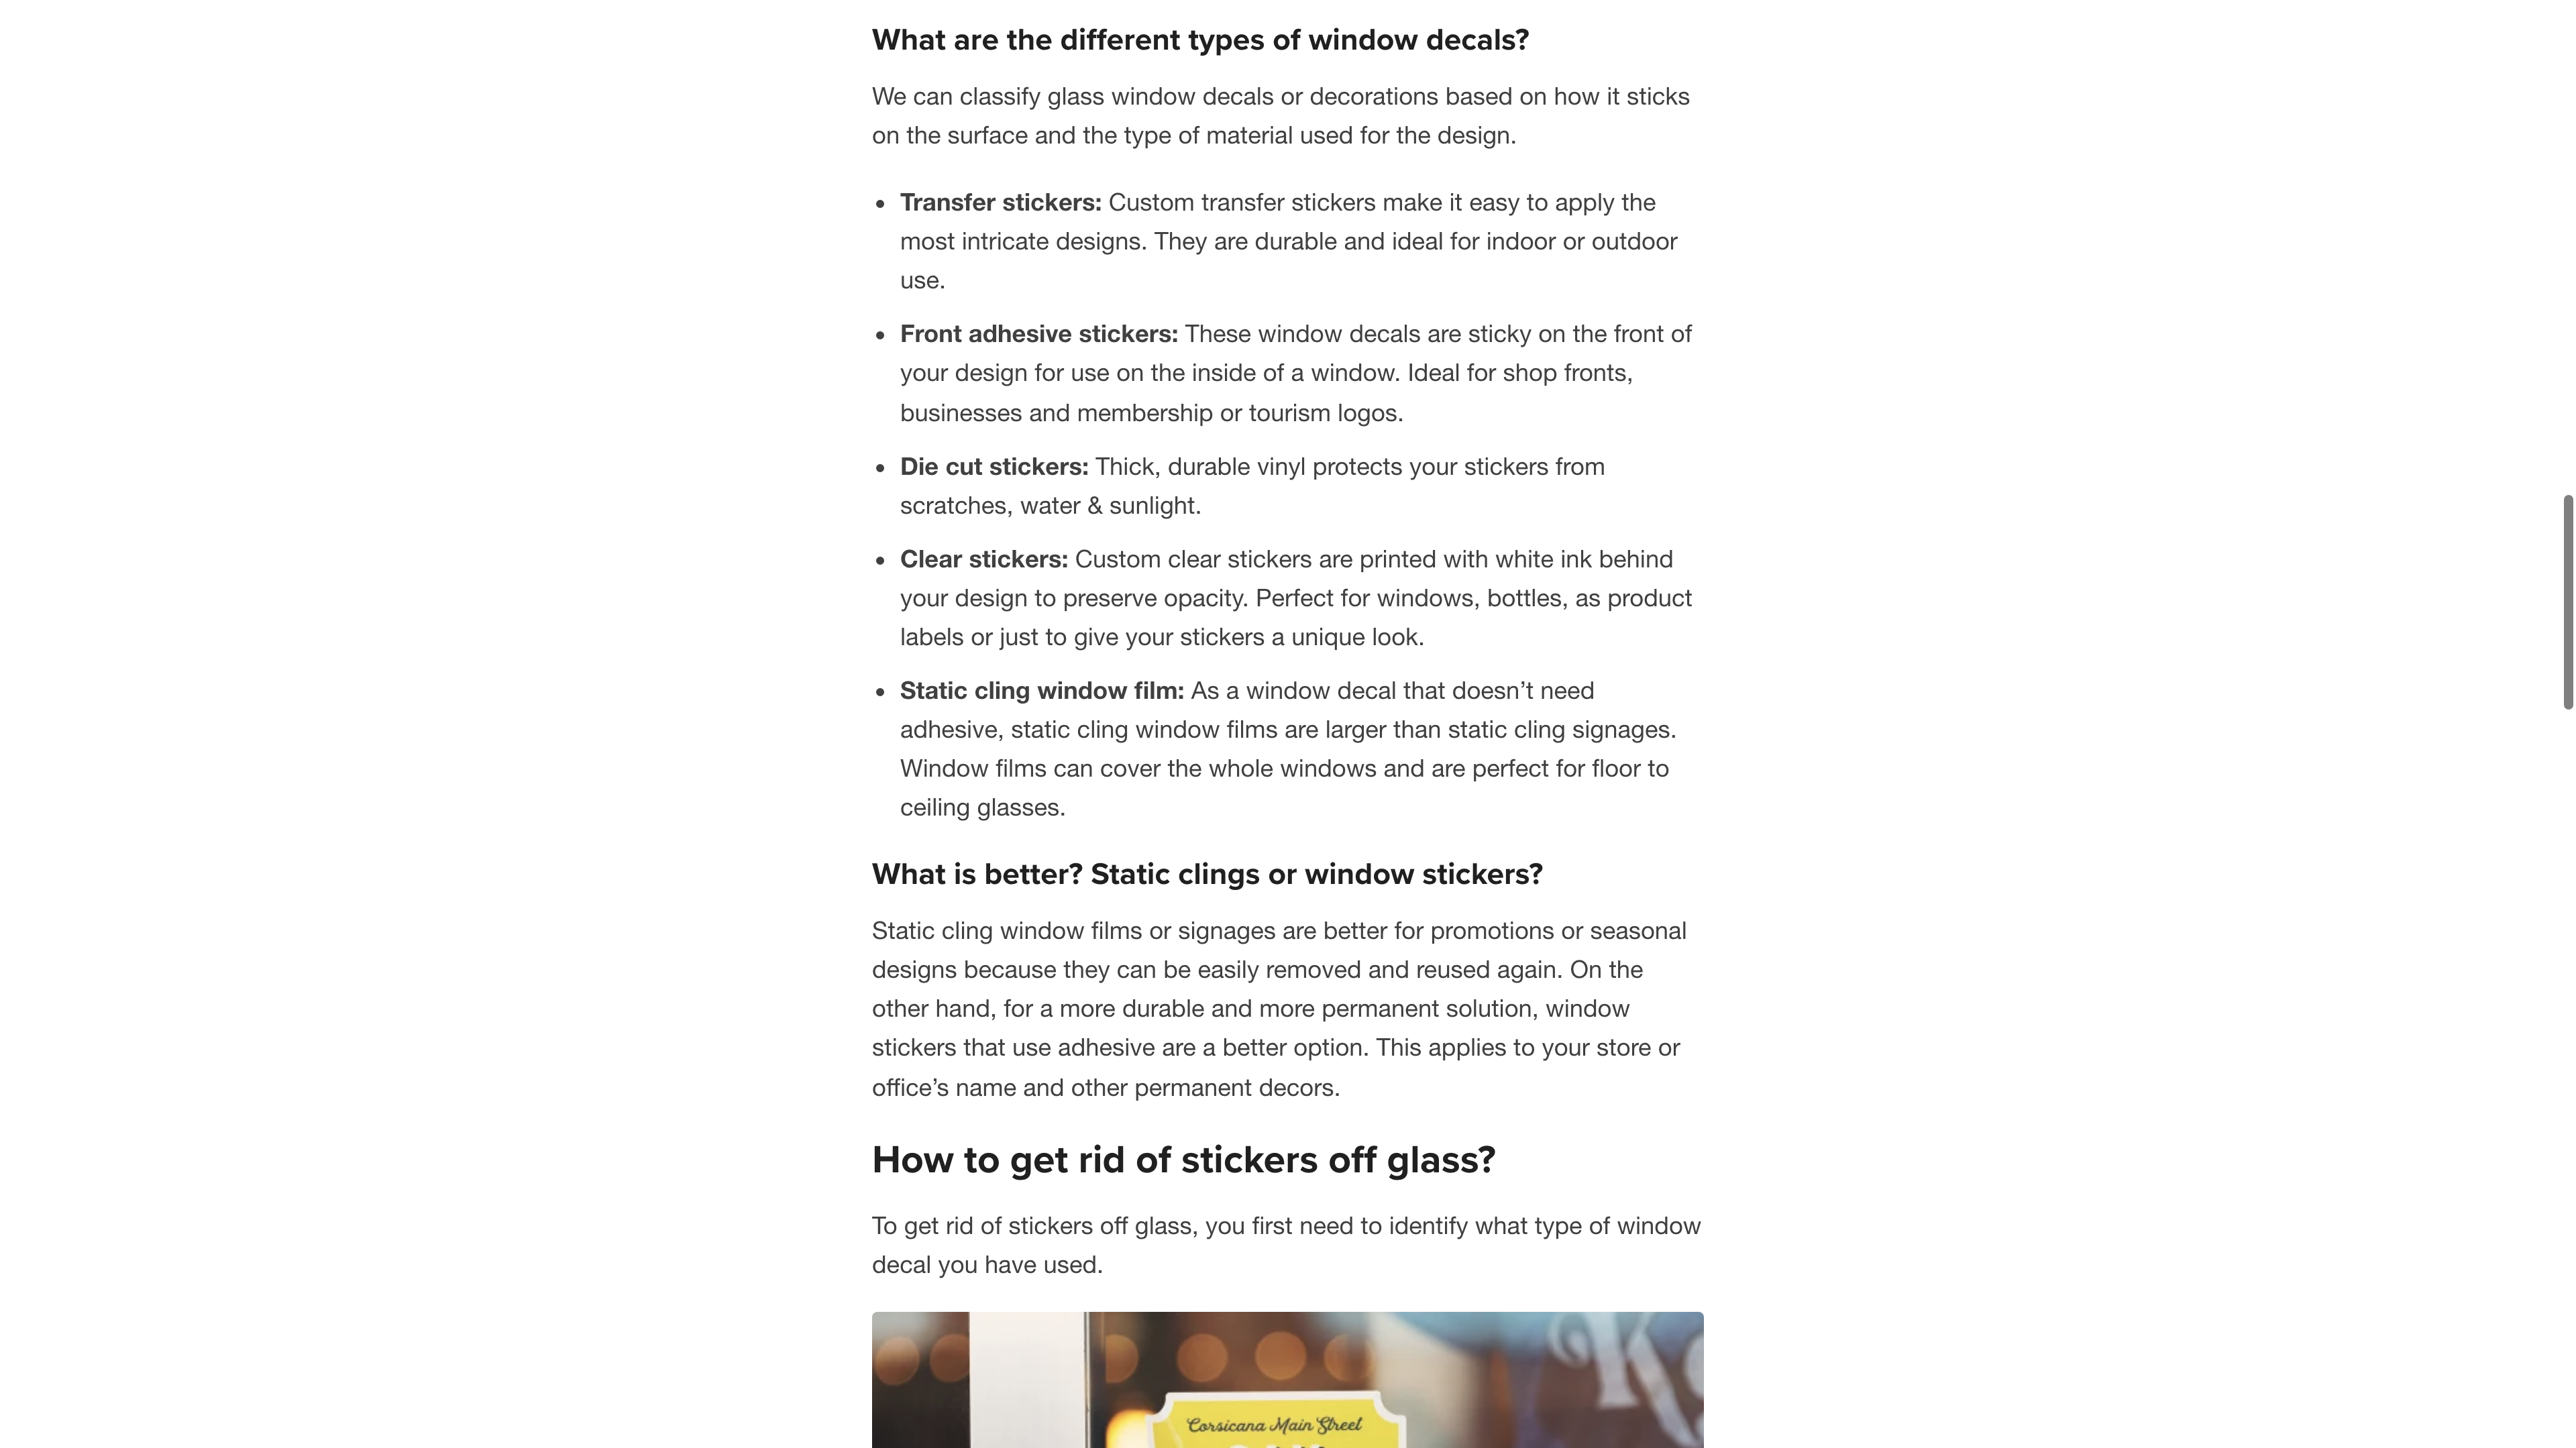 What are the different types of window decals?
We can classify glass window decals or decorations based on how it sticks
on the surface and the type of material used for the design.
• Transfer stickers: Custom transfer stickers make it easy to apply the
most intricate designs. They are durable and ideal for indoor or outdoor
use.
• Front adhesive stickers: These window decals are sticky on the front of
your design for use on the inside of a window. Ideal for shop fronts,
businesses and membership or tourism logos.
• Die cut stickers: Thick, durable vinyl protects your stickers from
scratches, water & sunlight.
• Clear stickers: Custom clear stickers are printed with white ink behind
your design to preserve opacity. Perfect for windows, bottles, as product
labels or just to give your stickers a unique look.
• Static cling window film: As a window decal that doesn’t need
adhesive, static cling window films are larger than static cling signages.
Window films can cover the whole windows and are perfect for floor to
ceiling glasses.
What is better? Static clings or window stickers?
Static cling window films or signages are better for promotions or seasonal
designs because they can be easily removed and reused again. On the
other hand, for a more durable and more permanent solution, window
stickers that use adhesive are a better option. This applies to your store or
office’s name and other permanent decors.
How to get rid of stickers off glass?
To get rid of stickers off glass, you first need to identify what type of window
decal you have used.
Corsicana Main Street